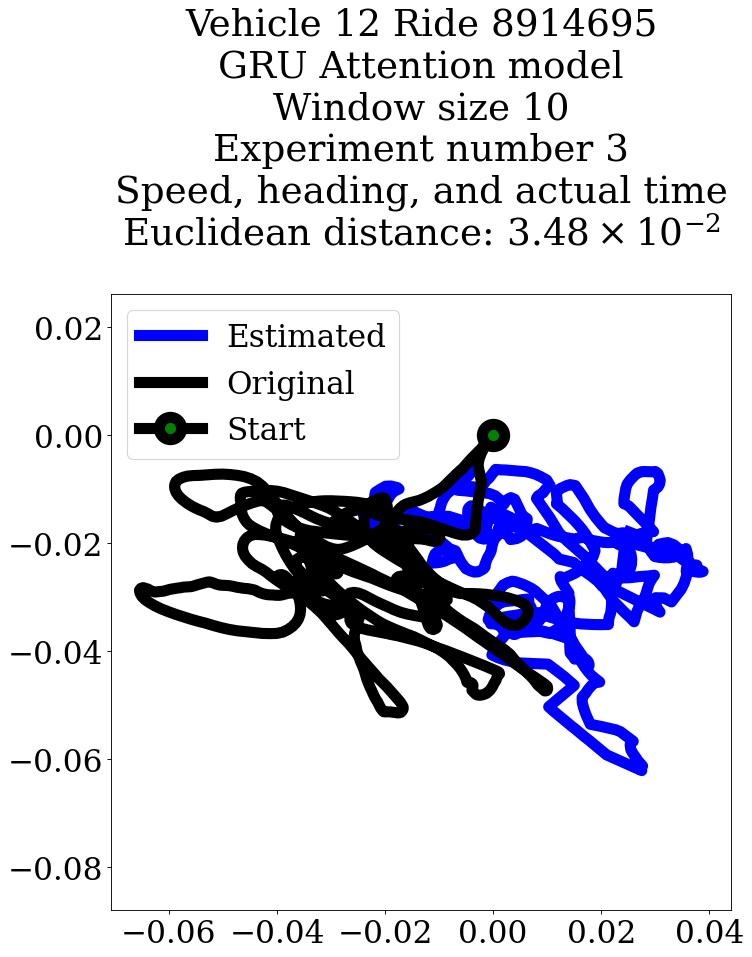 Vehicle 12 Ride 8914695
GRU Attention model
Window size 10
Experiment number 3
Speed, heading, and actual time
Euclidean distance: 3.48 × 10⁻²
Estimated
Original
Start
0.02
0.00
−0.02
−0.04
−0.06
−0.08
−0.06 −0.04 −0.02 0.00 0.02 0.04